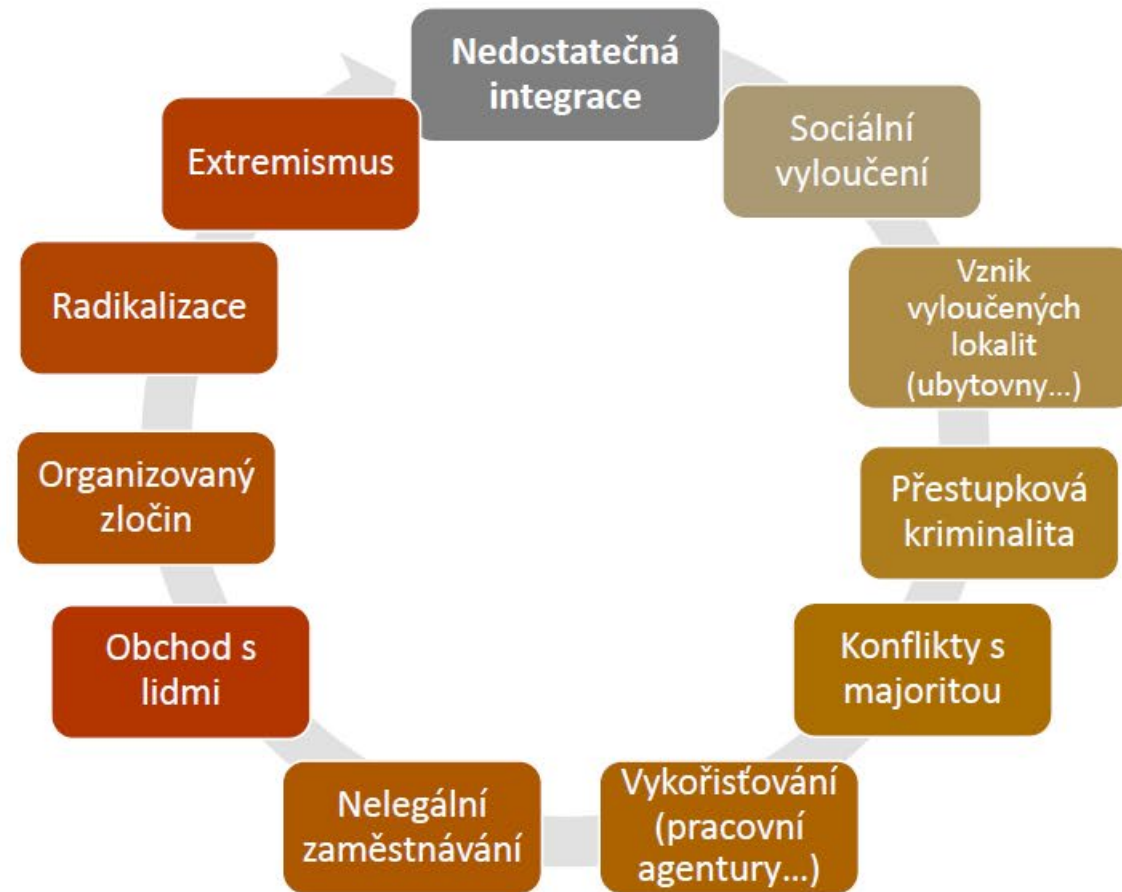 Nedostatečná
integrace
Sociální
vyloučení
Vznik
vyloučených
lokalit
(ubytovny...)
Přestupková
kriminalita
Konflikty s
majoritou
Vykořisťování
(pracovní
agentury...)
Nelegální
zaměstnávání
Obchod s
lidmi
Organizovaný
zločin
Radikalizace
Extremismus